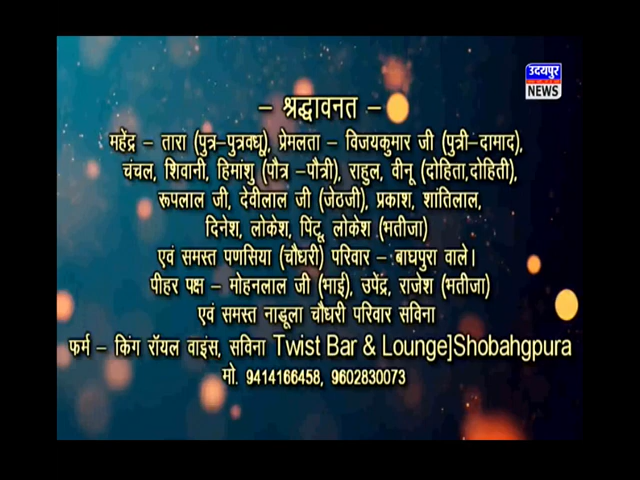 उदयपुर
NEWS
– श्रद्धावनत –
महेंद्र – तारा (पुत्र-पुत्रवधू), प्रेमलता – विजयकुमार जी (पुत्री-दामाद),
चंचल, शिवानी, हिमांशु (पौत्र –पौत्री), राहुल, वीनू (दोहिता,दोहिती),
रूपलाल जी, देवीलाल जी (जेठजी), प्रकाश, शांतिलाल,
दिनेश, लोकेश, पिंटू, लोकेश (भतीजा)
एवं समस्त पणसिया (चौधरी) परिवार – बाघपुरा वाले।
पीहर पक्ष – मोहनलाल जी (भाई), उपेंद्र, राजेश (भतीजा)
एवं समस्त नाडूला चौधरी परिवार सविना
फर्म – किंग रॉयल वाइंस, सविना Twist Bar & Lounge]Shobahgpura
मो. 9414166458, 9602830073